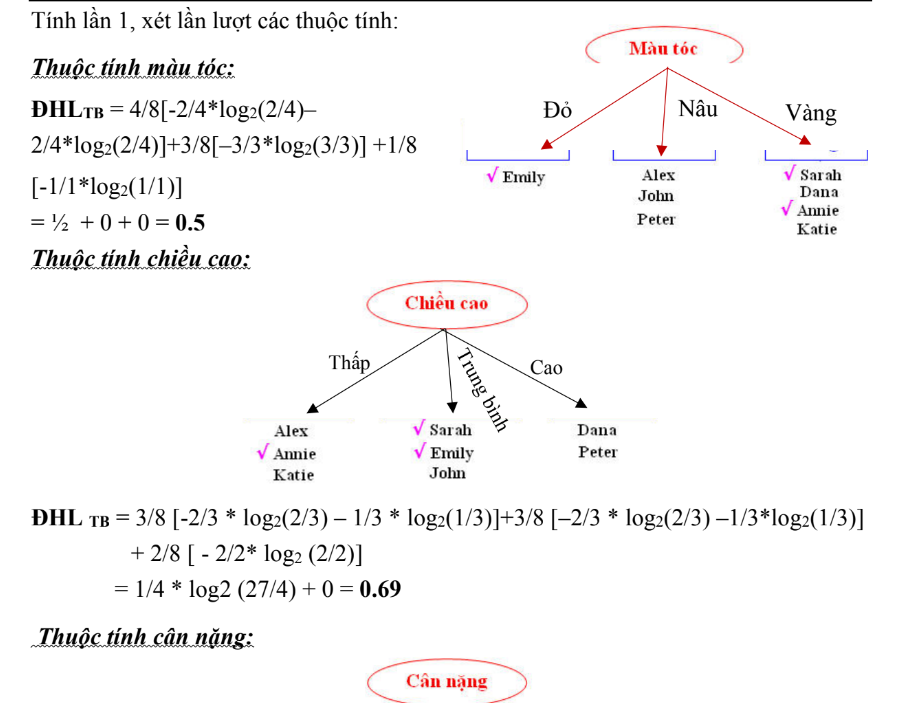 Tính lần 1, xét lần lượt các thuộc tính:
Thuộc tính màu tóc:
ĐHLTB = 4/8[-2/4*log2(2/4)–
2/4*log2(2/4)]+3/8[–3/3*log2(3/3)] +1/8
[-1/1*log2(1/1)]
= ½ + 0 + 0 = 0.5
Màu tóc
Đỏ
Nâu
Vàng
√ Emily
Alex
John
Peter
√ Sarah
Dana
√ Annie
Katie
Thuộc tính chiều cao:
Chiều cao
Thấp
Trung bình
Cao
Alex
√ Annie
Katie
√ Sarah
√ Emily
John
Dana
Peter
ĐHL TB = 3/8 [-2/3 * log2(2/3) – 1/3 * log2(1/3)]+3/8 [–2/3 * log2(2/3) –1/3*log2(1/3)]
+ 2/8 [ - 2/2* log2 (2/2)]
= 1/4 * log2 (27/4) + 0 = 0.69
Thuộc tính cân nặng:
Cân nặng